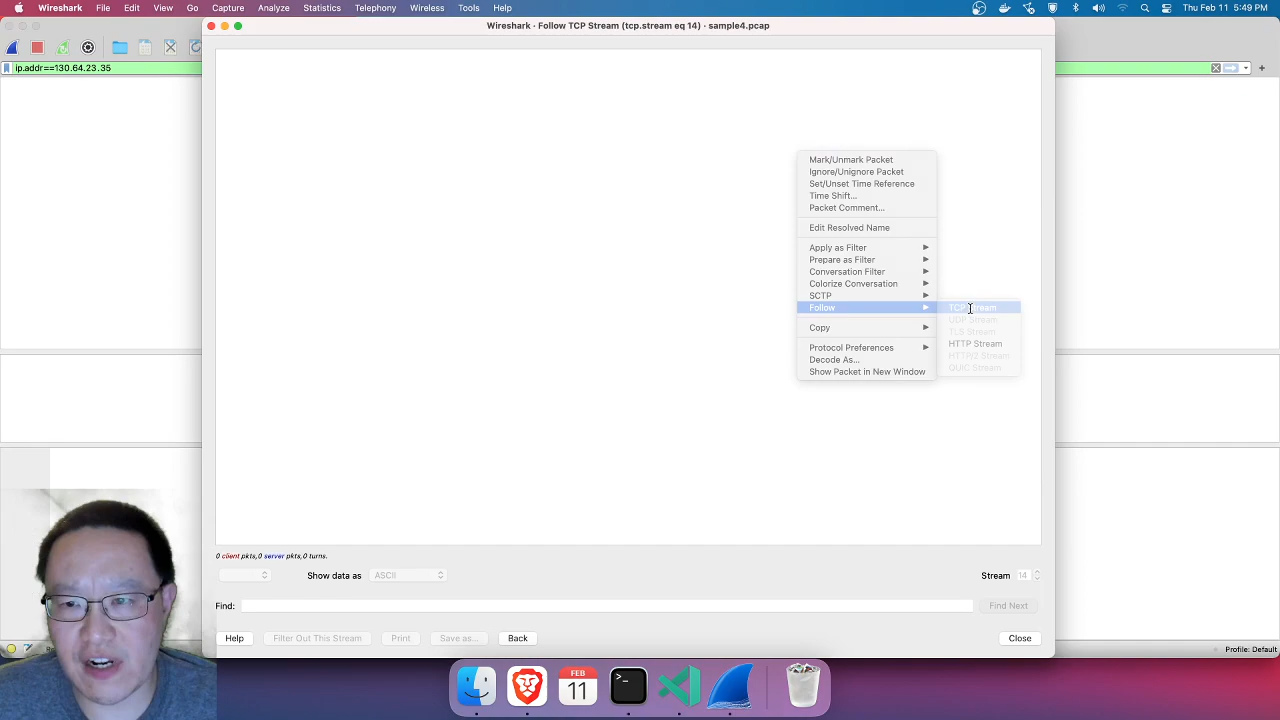 Wireshark File Edit View Go Capture Analyze Statistics Telephony Wireless Tools Help Thu Feb 11 5:49 PM
Wireshark · Follow TCP Stream (tcp.stream eq 14) · sample4.pcap
ip.addr==130.64.23.35
Mark/Unmark Packet
Ignore/Unignore Packet
Set/Unset Time Reference
Time Shift...
Packet Comment...
Edit Resolved Name
Apply as Filter
Prepare as Filter
Conversation Filter
Colorize Conversation
SCTP
Follow
TCP Stream
UDP Stream
TLS Stream
HTTP Stream
HTTP/2 Stream
QUIC Stream
Copy
Protocol Preferences
Decode As...
Show Packet in New Window
0 client pkts,0 server pkts,0 turns.
Show data as ASCII Stream 14
Find: Find Next
Help Filter Out This Stream Print Save as... Back Close
Profile: Default
FEB
11